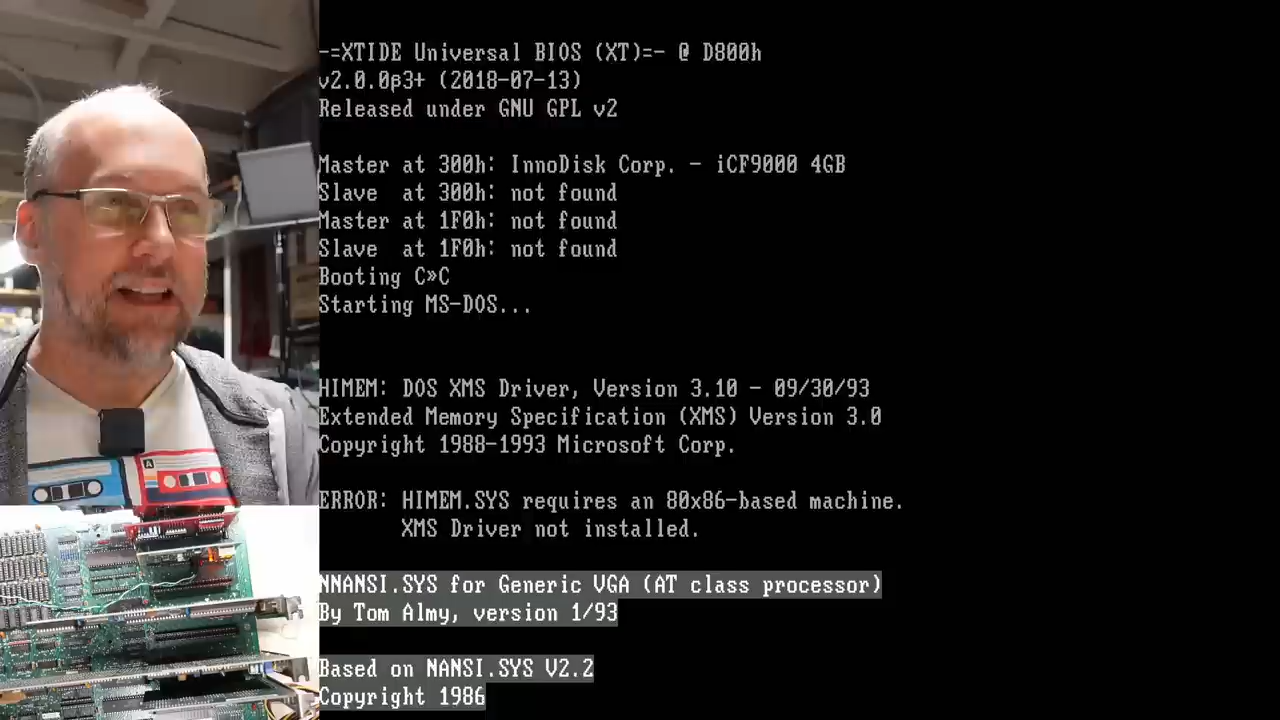 -=XTIDE Universal BIOS (XT)=- @ D800h
v2.0.0β3+ (2018-07-13)
Released under GNU GPL v2
Master at 300h: InnoDisk Corp. - iCF9000 4GB
Slave  at 300h: not found
Master at 1F0h: not found
Slave  at 1F0h: not found
Booting C»C
Starting MS-DOS...
HIMEM: DOS XMS Driver, Version 3.10 - 09/30/93
Extended Memory Specification (XMS) Version 3.0
Copyright 1988-1993 Microsoft Corp.
ERROR: HIMEM.SYS requires an 80x86-based machine.
XMS Driver not installed.
NNANSI.SYS for Generic VGA (AT class processor)
By Tom Almy, version 1/93
Based on NANSI.SYS V2.2
Copyright 1986
A